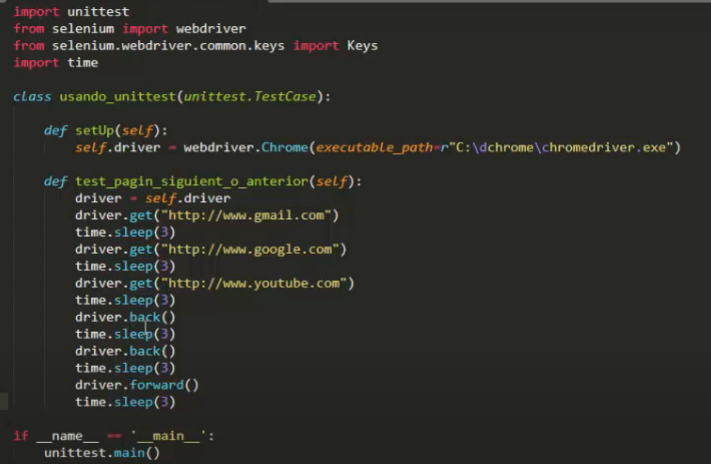 import unittest
from selenium import webdriver
from selenium.webdriver.common.keys import Keys
import time
class usando_unittest(unittest.TestCase):
def setUp(self):
self.driver = webdriver.Chrome(executable_path=r"C:\dchrome\chromedriver.exe")
def test_pagin_siguient_o_anterior(self):
driver = self.driver
driver.get("http://www.gmail.com")
time.sleep(3)
driver.get("http://www.google.com")
time.sleep(3)
driver.get("http://www.youtube.com")
time.sleep(3)
driver.back()
time.sleep(3)
driver.back()
time.sleep(3)
driver.forward()
time.sleep(3)
if __name__ == '__main__':
unittest.main()